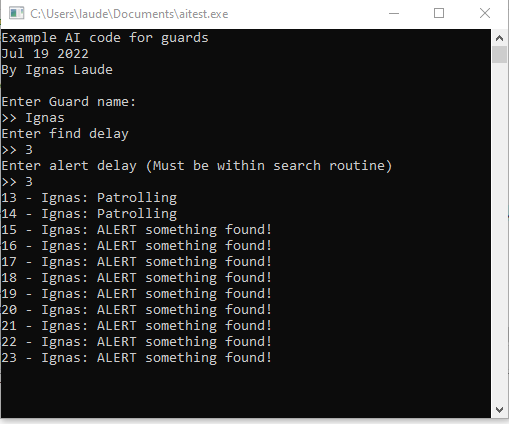 C:\Users\laude\Documents\aitest.exe
Example AI code for guards
Jul 19 2022
By Ignas Laude
Enter Guard name:
>> Ignas
Enter find delay
>> 3
Enter alert delay (Must be within search routine)
>> 3
13 - Ignas: Patrolling
14 - Ignas: Patrolling
15 - Ignas: ALERT something found!
16 - Ignas: ALERT something found!
17 - Ignas: ALERT something found!
18 - Ignas: ALERT something found!
19 - Ignas: ALERT something found!
20 - Ignas: ALERT something found!
21 - Ignas: ALERT something found!
22 - Ignas: ALERT something found!
23 - Ignas: ALERT something found!